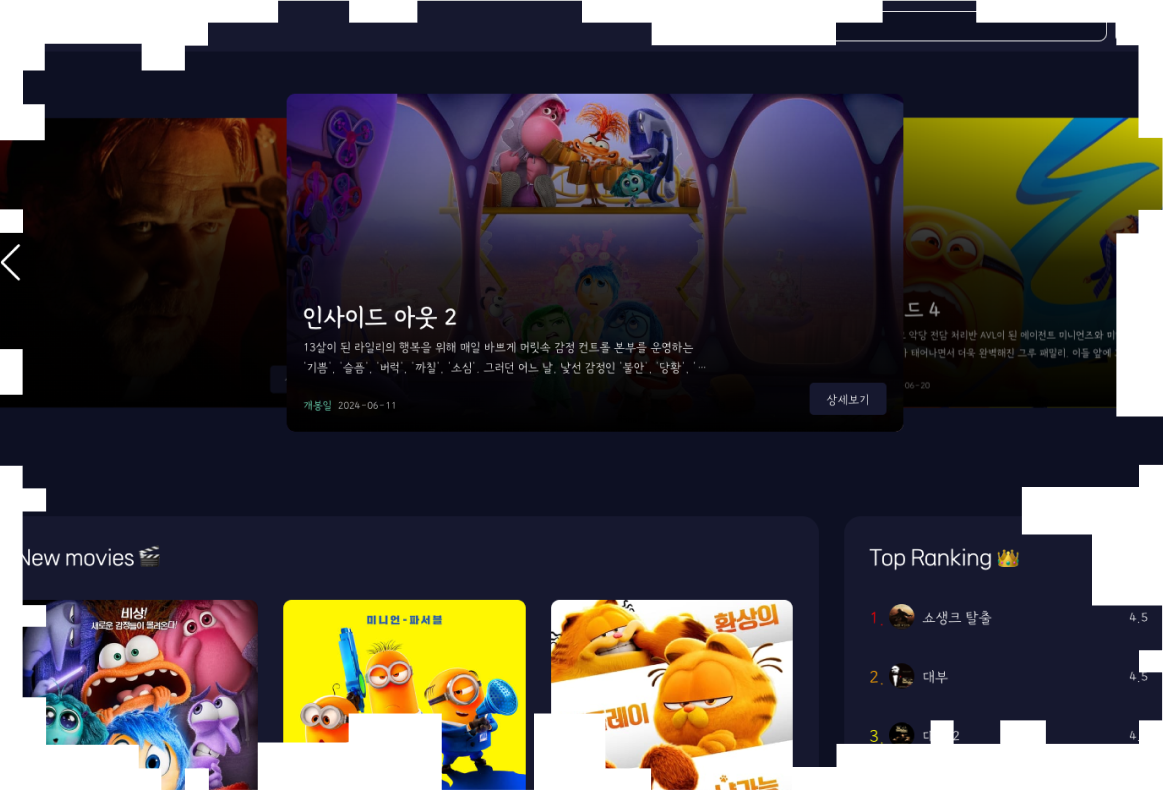 인사이드 아웃 2
13살이 된 라일리의 행복을 위해 매일 바쁘게 머릿속 감정 컨트롤 본부를 운영하는
‘기쁨’, ‘슬픔’, ‘버럭’, ‘까칠’, ‘소심’. 그러던 어느 날, 낯선 감정인 ‘불안’, ‘당황’, ‘…
개봉일 2024-06-11
상세보기
드 4
악당 전담 처리반 AVL이 된 에이전트 미니언즈와
태어나면서 더욱 완벽해진 그루 패밀리. 이들 앞에
06-20
New movies 🎬
비상!
새로운 감정들이 몰려온다!
미니언-파서블
환상의
트레이
Top Ranking 👑
1. 쇼생크 탈출 4.5
2. 대부 4.5
3. 2 4.